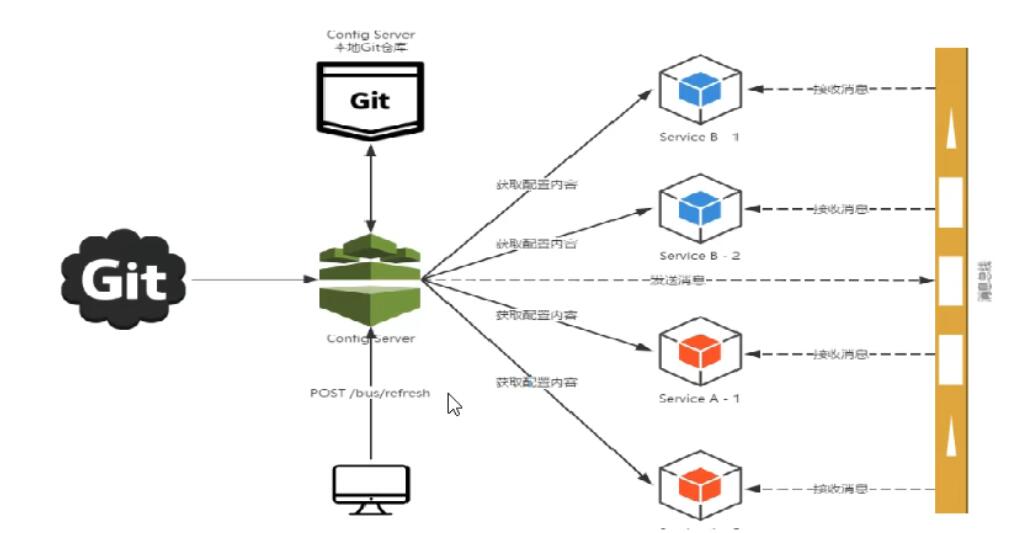 Config Server
本地Git仓库
Git
接收消息
Service B - 1
获取配置内容
接收消息
获取配置内容
Service B - 2
Git
发送消息
消息总线
获取配置内容
Config Server
接收消息
获取配置内容
POST /bus/refresh
Service A - 1
接收消息